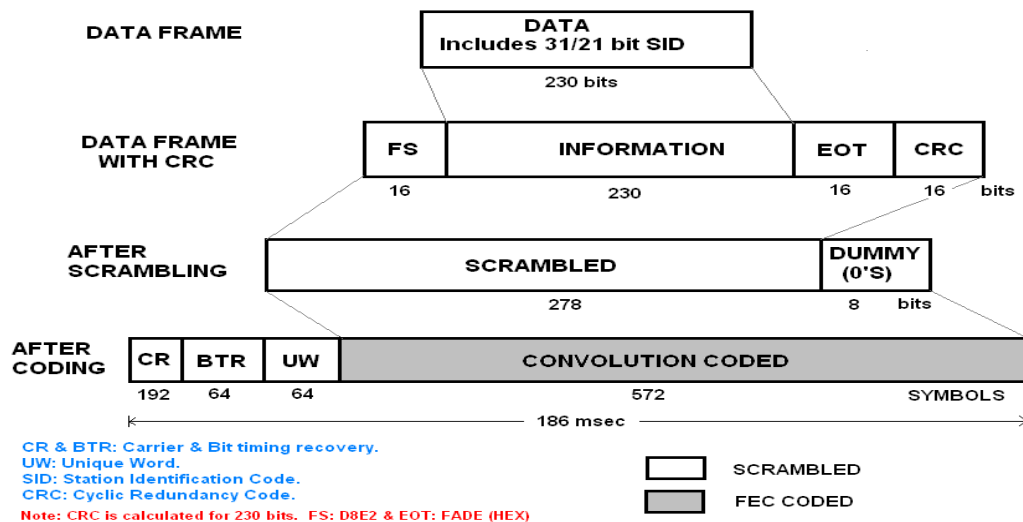 DATA FRAME
DATA
Includes 31/21 bit SID
230 bits
DATA FRAME
WITH CRC
FS
INFORMATION
EOT
CRC
16
230
16
16
bits
AFTER
SCRAMBLING
SCRAMBLED
DUMMY
(0'S)
278
8
bits
AFTER
CODING
CR
BTR
UW
CONVOLUTION CODED
192
64
64
572
SYMBOLS
186 msec
CR & BTR: Carrier & Bit timing recovery.
UW: Unique Word.
SID: Station Identification Code.
CRC: Cyclic Redundancy Code.
Note: CRC is calculated for 230 bits. FS: D8E2 & EOT: FADE (HEX)
SCRAMBLED
FEC CODED